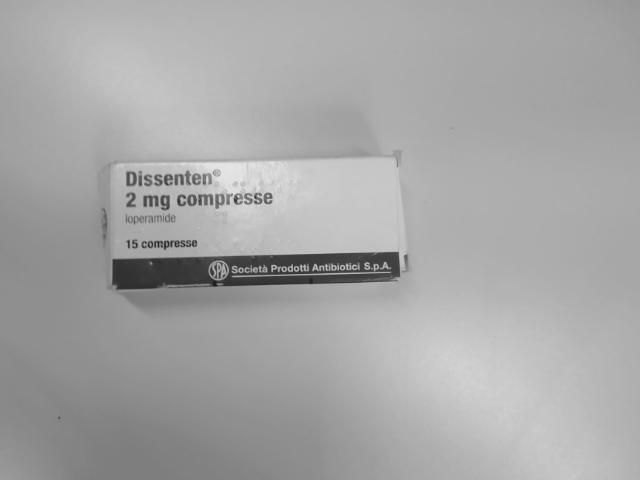 Dissenten®
2 mg compresse
loperamide
15 compresse
SPA Società Prodotti Antibiotici S.p.A.